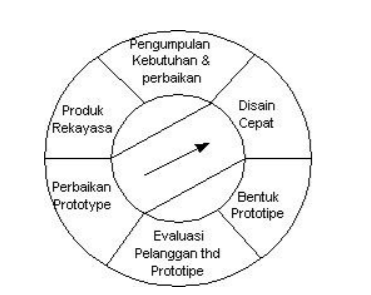 Pengumpulan
Kebutuhan &
perbaikan
Disain
Cepat
Bentuk
Prototipe
Evaluasi
Pelanggan thd
Prototipe
Perbaikan
Prototype
Produk
Rekayasa